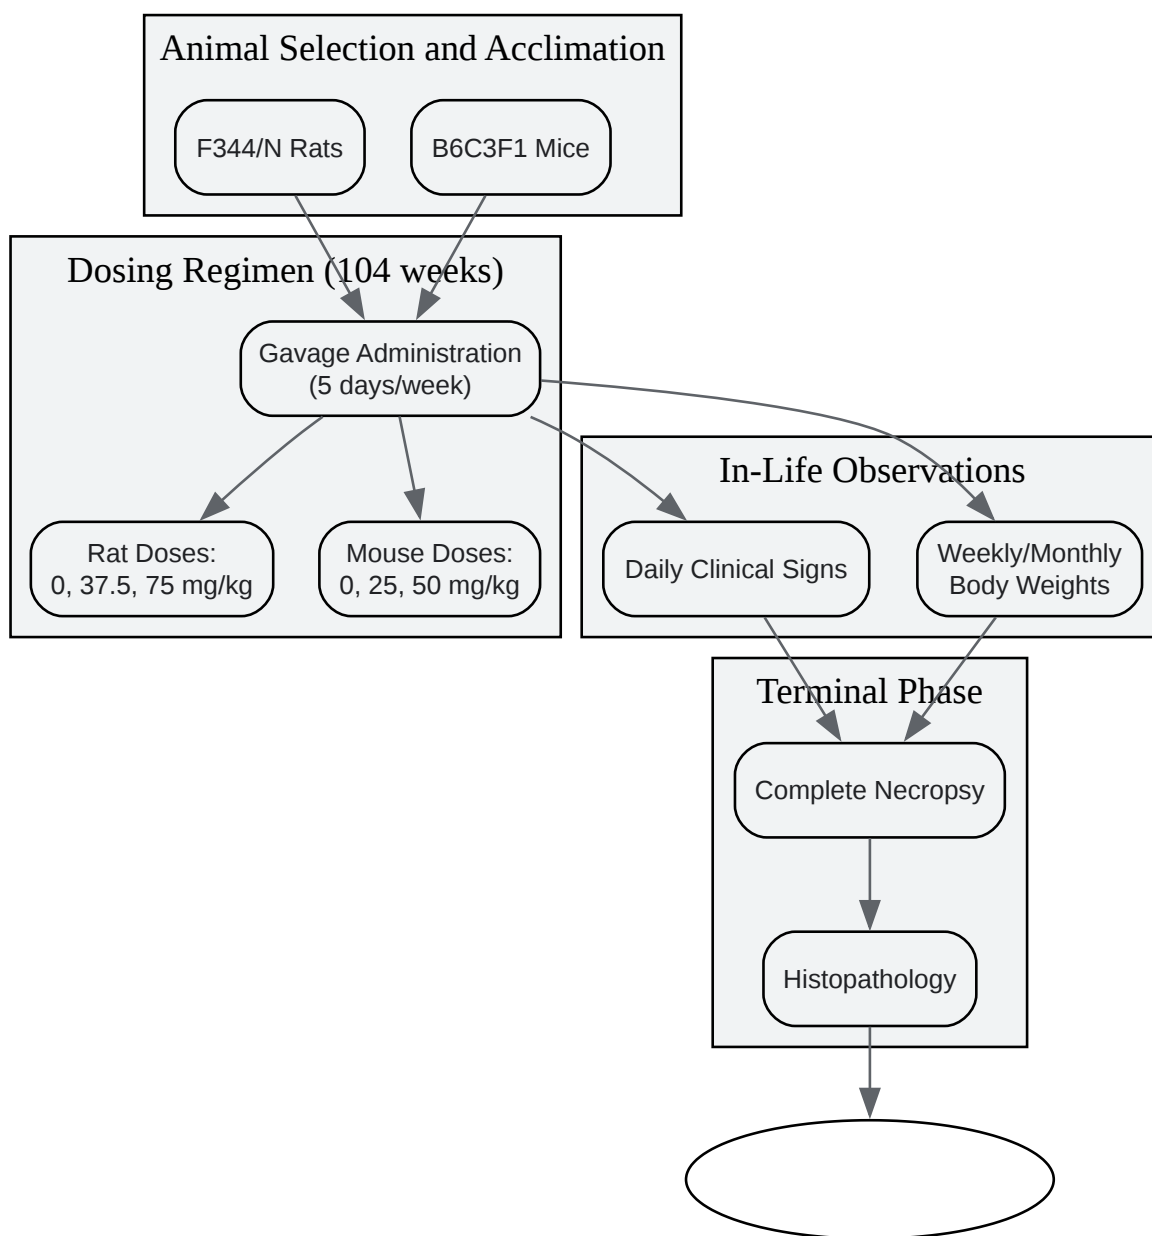 Animal Selection and Acclimation
F344/N Rats
B6C3F1 Mice
Dosing Regimen (104 weeks)
Gavage Administration
(5 days/week)
Rat Doses:
0, 37.5, 75 mg/kg
Mouse Doses:
0, 25, 50 mg/kg
In-Life Observations
Daily Clinical Signs
Weekly/Monthly
Body Weights
Terminal Phase
Complete Necropsy
Histopathology